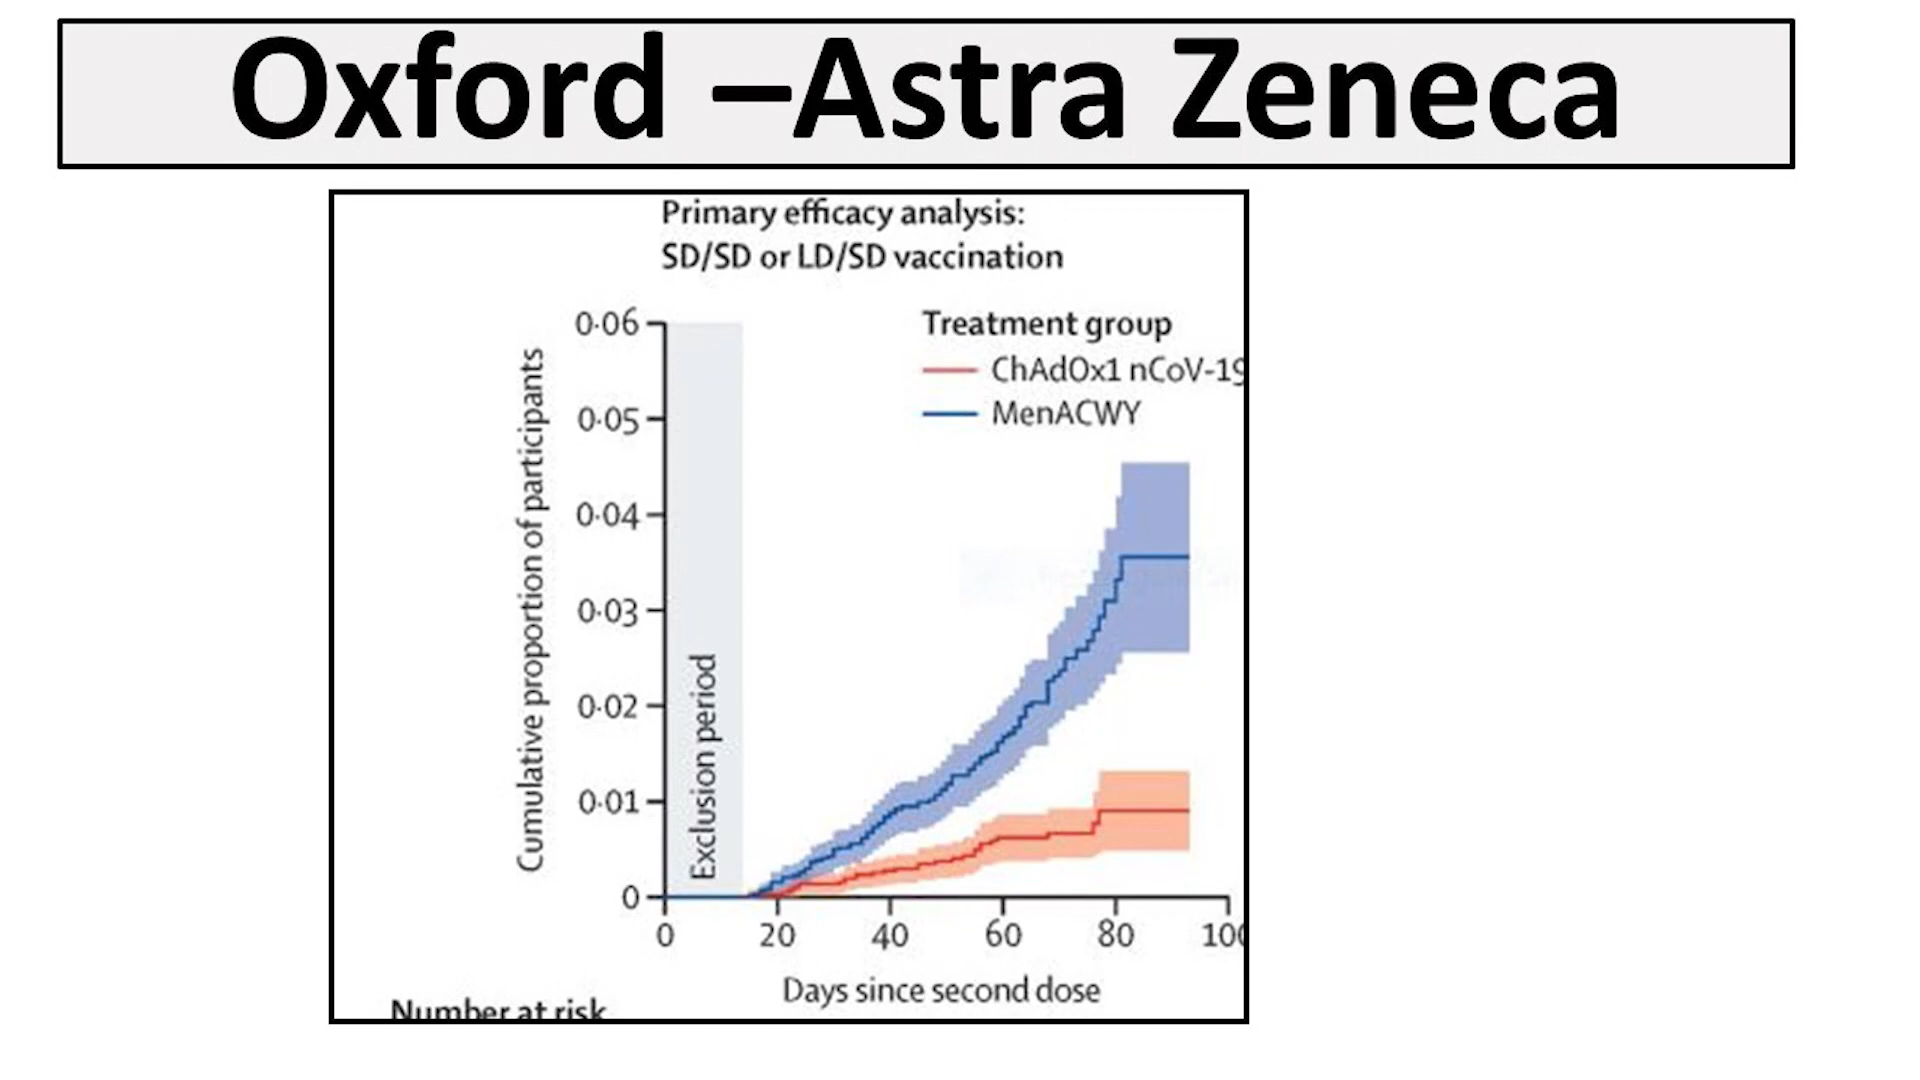 Oxford –Astra Zeneca
Primary efficacy analysis:
SD/SD or LD/SD vaccination
Treatment group
ChAdOx1 nCoV-19
MenACWY
Cumulative proportion of participants
0·06
0·05
0·04
0·03
0·02
0·01
0
Exclusion period
0 20 40 60 80 100
Days since second dose
Number at risk